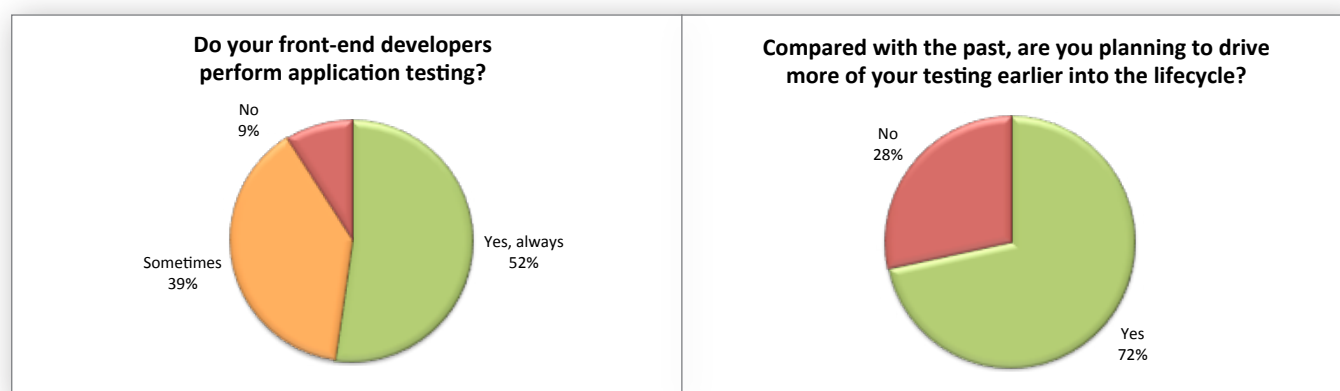 Do your front-end developers
perform application testing?
No
9%
Sometimes
39%
Yes, always
52%
Compared with the past, are you planning to drive
more of your testing earlier into the lifecycle?
No
28%
Yes
72%